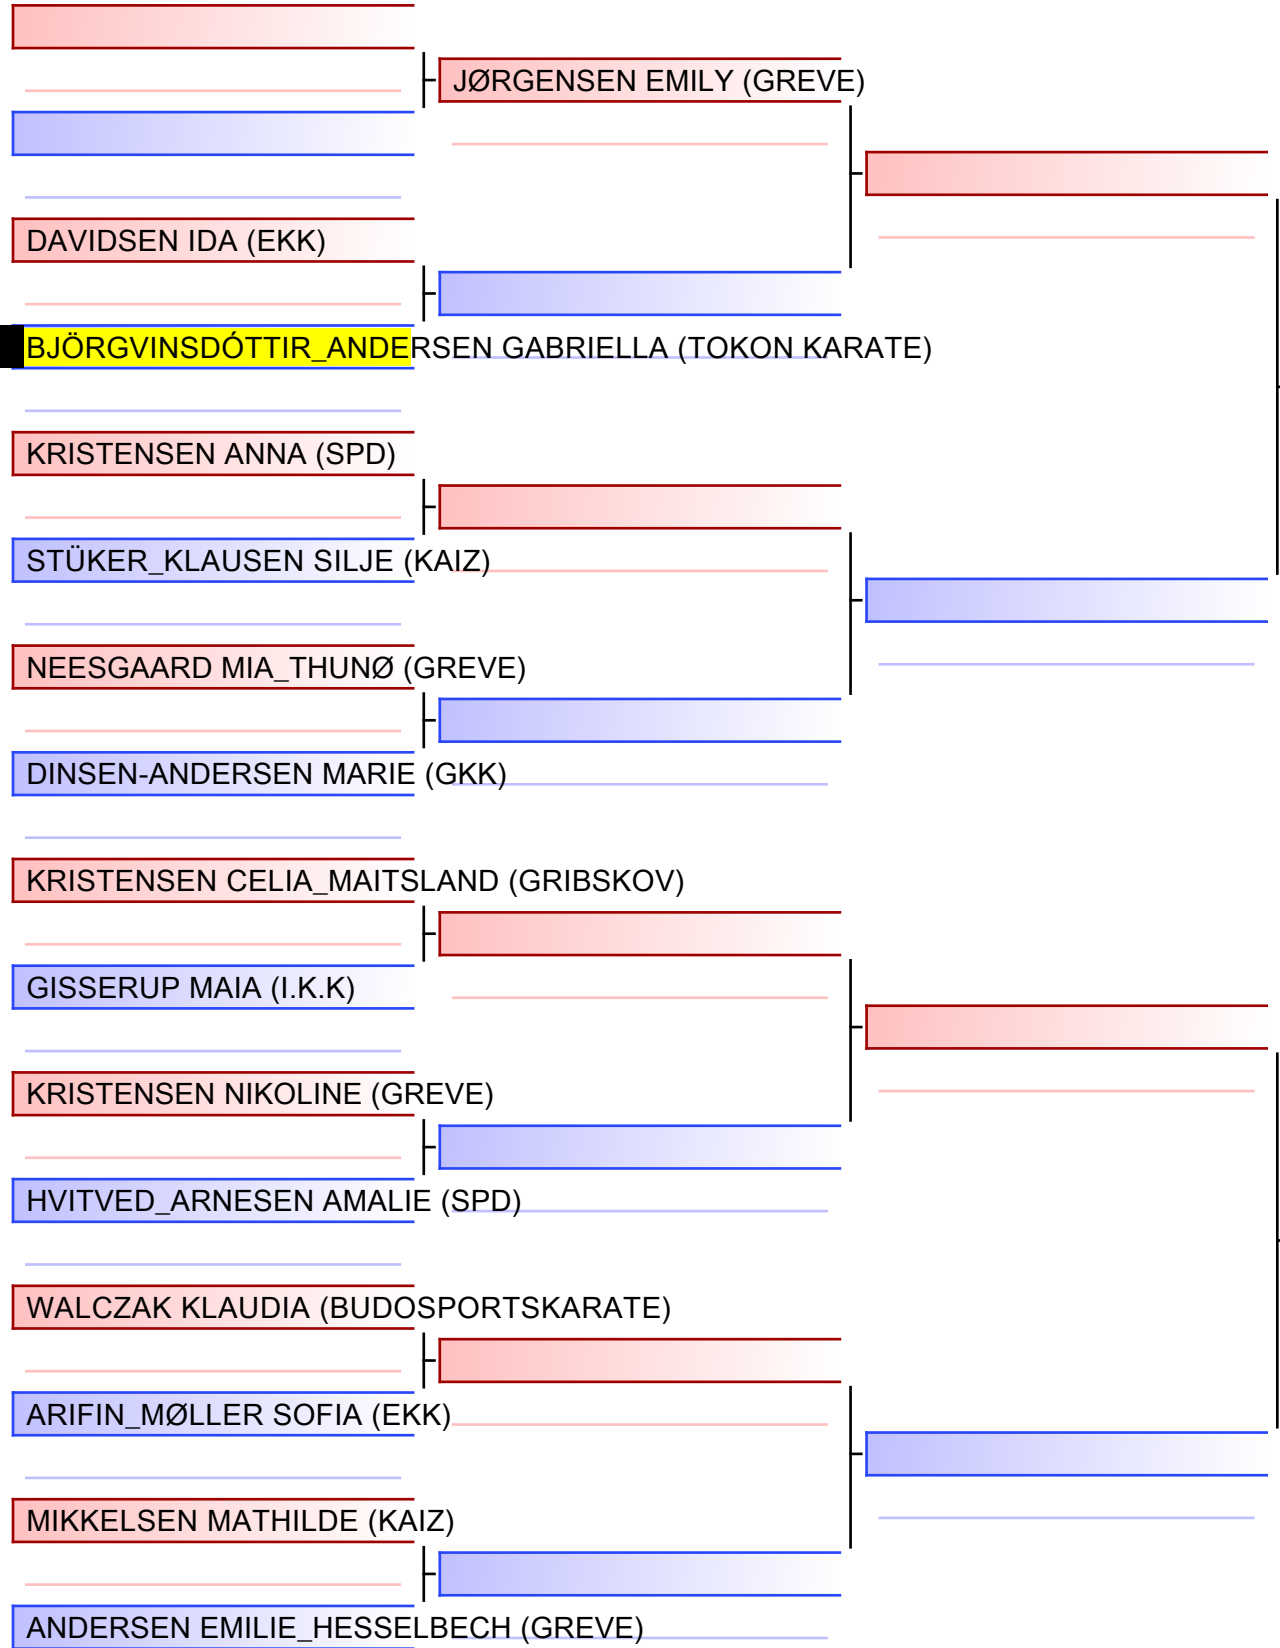 JØRGENSEN EMILY (GREVE)
DAVIDSEN IDA (EKK)
BJÖRGVINSDÓTTIR_ANDERSEN GABRIELLA (TOKON KARATE)
KRISTENSEN ANNA (SPD)
STÜKER_KLAUSEN SILJE (KAIZ)
NEESGAARD MIA_THUNØ (GREVE)
DINSEN-ANDERSEN MARIE (GKK)
KRISTENSEN CELIA_MAITSLAND (GRIBSKOV)
GISSERUP MAIA (I.K.K)
KRISTENSEN NIKOLINE (GREVE)
HVITVED_ARNESEN AMALIE (SPD)
WALCZAK KLAUDIA (BUDOSPORTSKARATE)
ARIFIN_MØLLER SOFIA (EKK)
MIKKELSEN MATHILDE (KAIZ)
ANDERSEN EMILIE_HESSELBECH (GREVE)